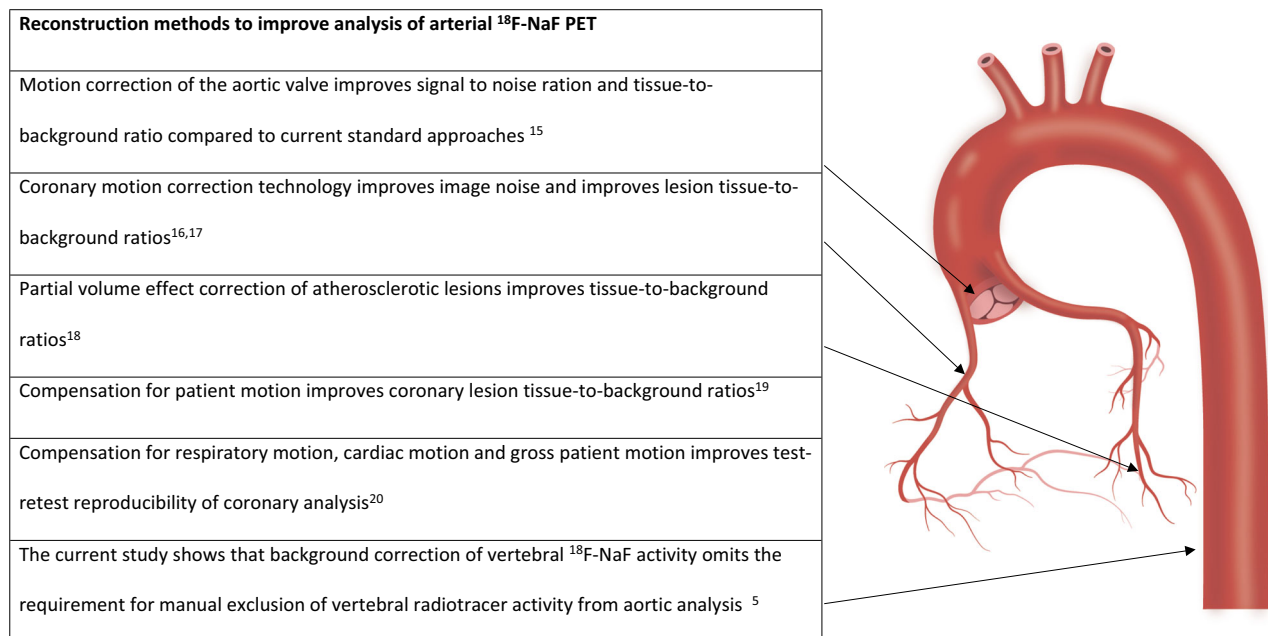 Reconstruction methods to improve analysis of arterial ¹⁸F-NaF PET
Motion correction of the aortic valve improves signal to noise ration and tissue-to-
background ratio compared to current standard approaches ¹⁵
Coronary motion correction technology improves image noise and improves lesion tissue-to-
background ratios¹⁶,¹⁷
Partial volume effect correction of atherosclerotic lesions improves tissue-to-background
ratios¹⁸
Compensation for patient motion improves coronary lesion tissue-to-background ratios¹⁹
Compensation for respiratory motion, cardiac motion and gross patient motion improves test-
retest reproducibility of coronary analysis²⁰
The current study shows that background correction of vertebral ¹⁸F-NaF activity omits the
requirement for manual exclusion of vertebral radiotracer activity from aortic analysis ⁵